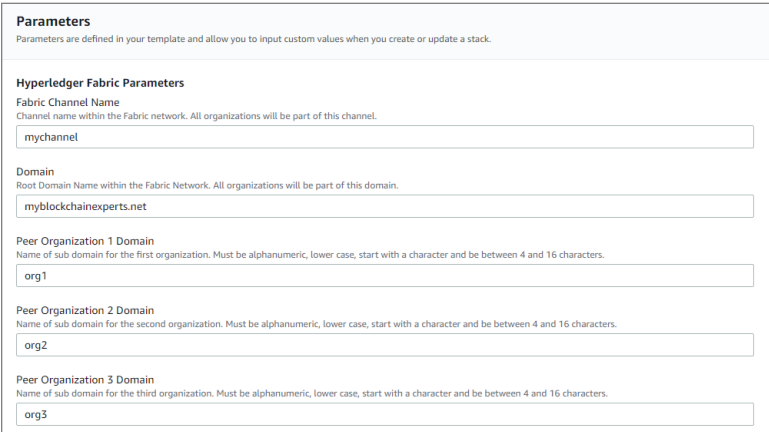 Parameters
Parameters are defined in your template and allow you to input custom values when you create or update a stack.
Hyperledger Fabric Parameters
Fabric Channel Name
Channel name within the Fabric network. All organizations will be part of this channel.
mychannel
Domain
Root Domain Name within the Fabric Network. All organizations will be part of this domain.
myblockchainexperts.net
Peer Organization 1 Domain
Name of sub domain for the first organization. Must be alphanumeric, lower case, start with a character and be between 4 and 16 characters.
org1
Peer Organization 2 Domain
Name of sub domain for the second organization. Must be alphanumeric, lower case, start with a character and be between 4 and 16 characters.
org2
Peer Organization 3 Domain
Name of sub domain for the third organization. Must be alphanumeric, lower case, start with a character and be between 4 and 16 characters.
org3